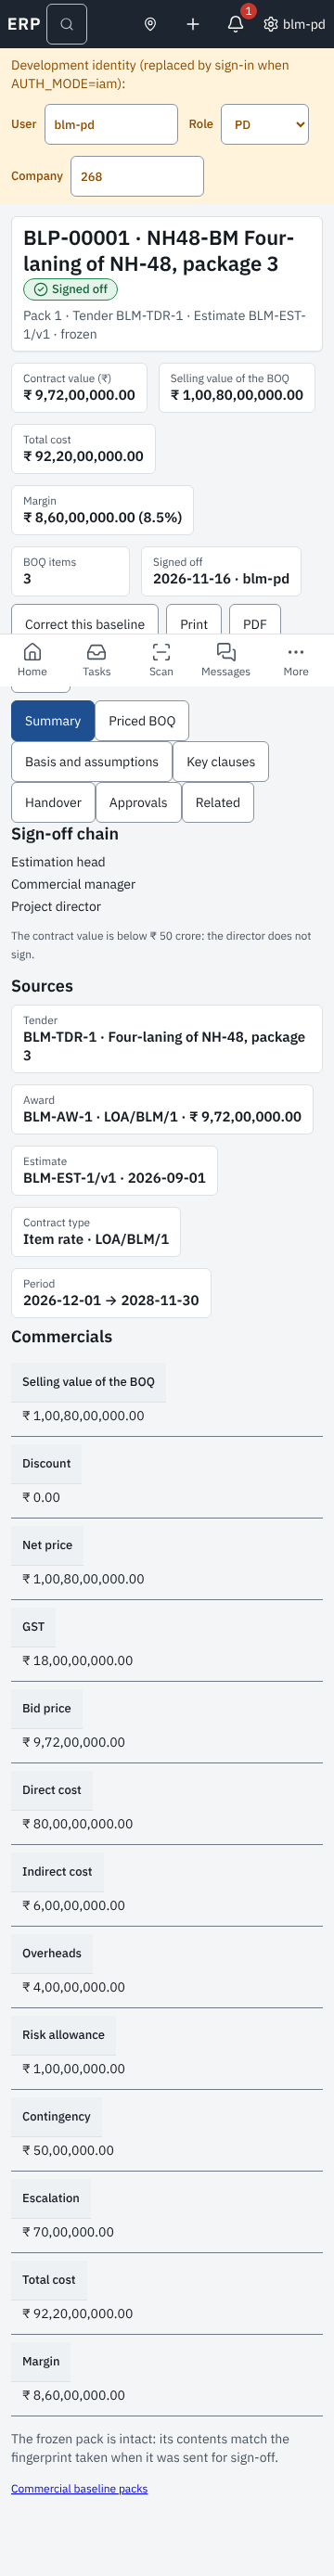 ERP
1
blm-pd
Development identity (replaced by sign-in when
AUTH_MODE=iam):
User blm-pd Role PD
Company 268
BLP-00001 · NH48-BM Four-
laning of NH-48, package 3
Signed off
Pack 1 · Tender BLM-TDR-1 · Estimate BLM-EST-
1/v1 · frozen
Contract value (₹) Selling value of the BOQ
₹ 9,72,00,000.00 ₹ 1,00,80,00,000.00
Total cost
₹ 92,20,00,000.00
Margin
₹ 8,60,00,000.00 (8.5%)
BOQ items Signed off
3 2026-11-16 · blm-pd
Correct this baseline Print PDF
Home Tasks Scan Messages More
Summary Priced BOQ
Basis and assumptions Key clauses
Handover Approvals Related
Sign-off chain
Estimation head
Commercial manager
Project director
The contract value is below ₹ 50 crore: the director does not
sign.
Sources
Tender
BLM-TDR-1 · Four-laning of NH-48, package
3
Award
BLM-AW-1 · LOA/BLM/1 · ₹ 9,72,00,000.00
Estimate
BLM-EST-1/v1 · 2026-09-01
Contract type
Item rate · LOA/BLM/1
Period
2026-12-01 → 2028-11-30
Commercials
Selling value of the BOQ
₹ 1,00,80,00,000.00
Discount
₹ 0.00
Net price
₹ 1,00,80,00,000.00
GST
₹ 18,00,00,000.00
Bid price
₹ 9,72,00,000.00
Direct cost
₹ 80,00,00,000.00
Indirect cost
₹ 6,00,00,000.00
Overheads
₹ 4,00,00,000.00
Risk allowance
₹ 1,00,00,000.00
Contingency
₹ 50,00,000.00
Escalation
₹ 70,00,000.00
Total cost
₹ 92,20,00,000.00
Margin
₹ 8,60,00,000.00
The frozen pack is intact: its contents match the
fingerprint taken when it was sent for sign-off.
Commercial baseline packs